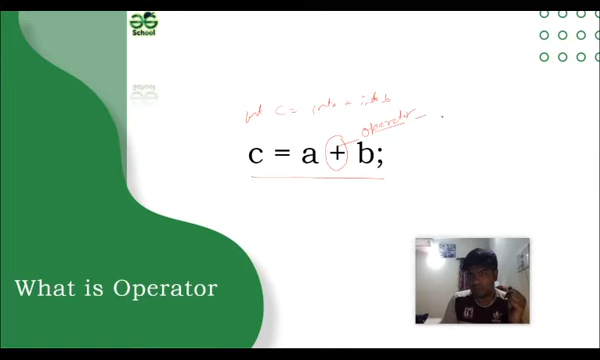 School
int c = int a + int b
operator
c = a + b;
What is Operator